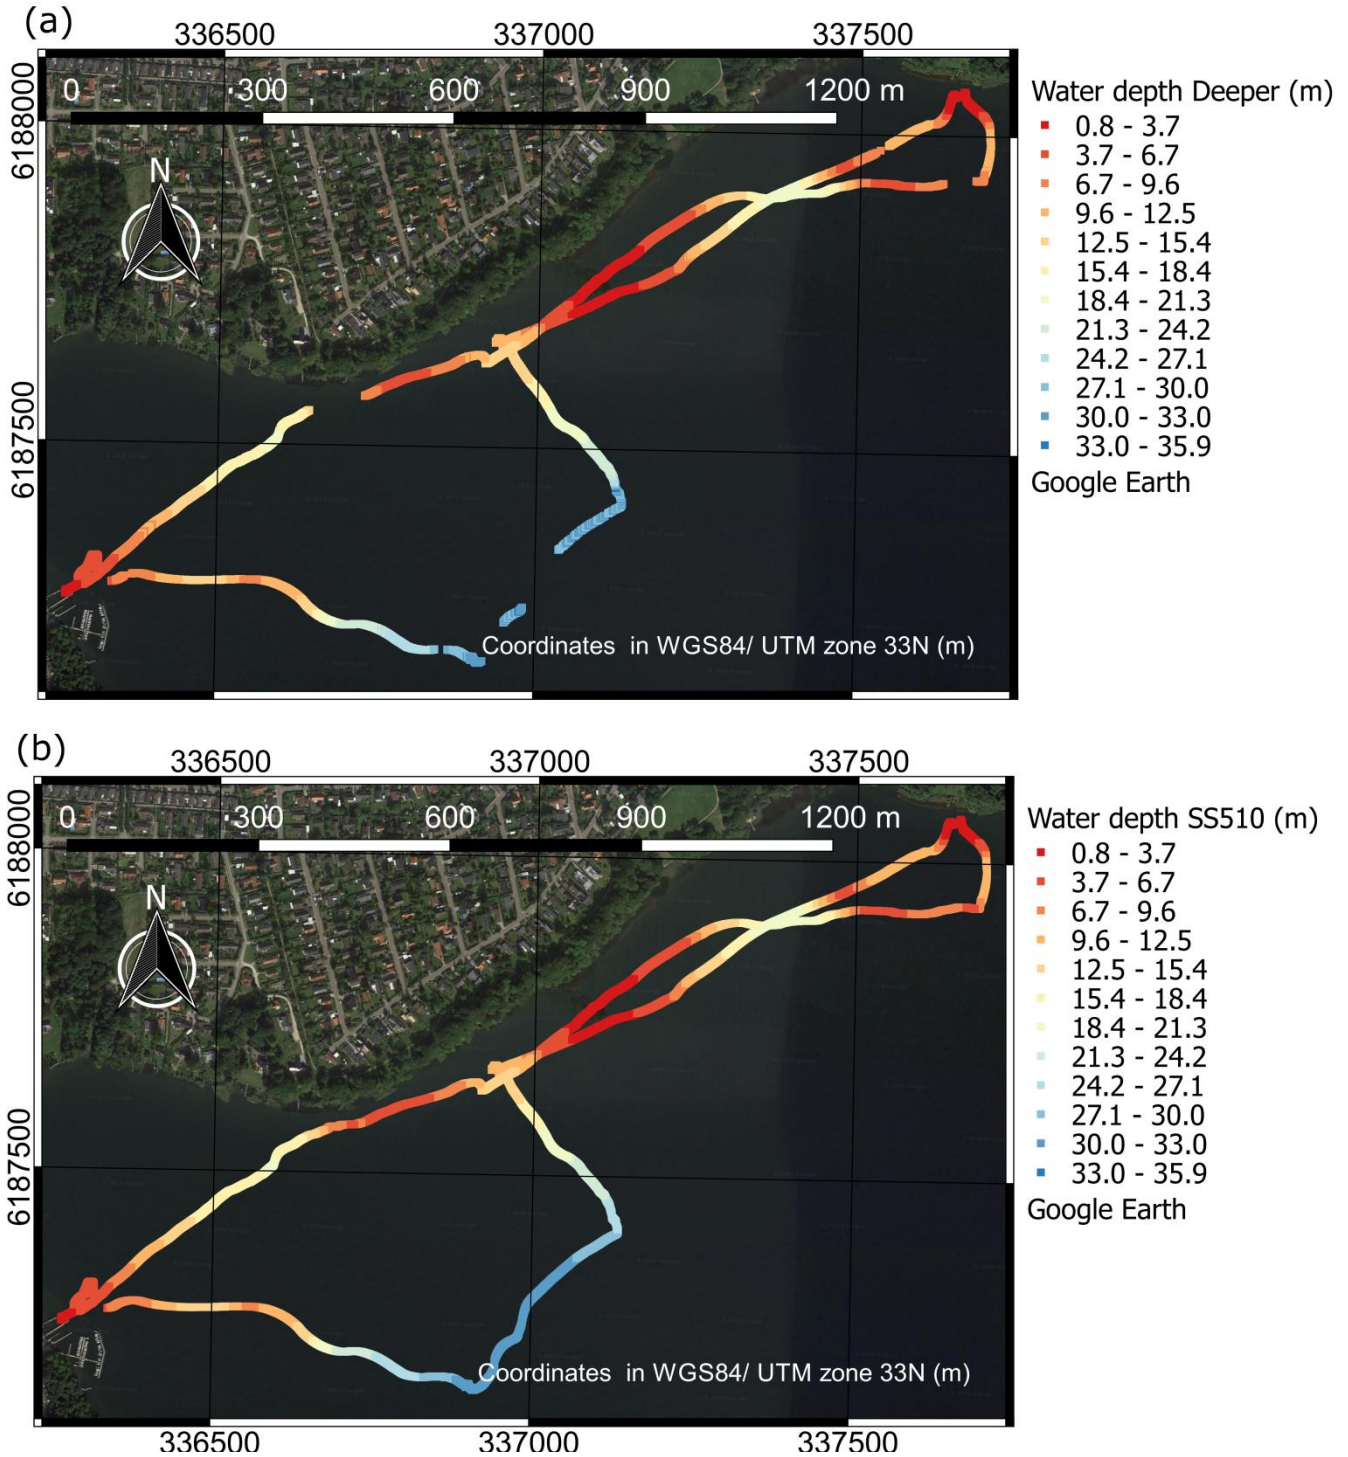 (a)
336500 337000 337500
6188000
0 300 600 900 1200 m
N
6187500
Coordinates in WGS84/ UTM zone 33N (m)
Water depth Deeper (m)
0.8 - 3.7
3.7 - 6.7
6.7 - 9.6
9.6 - 12.5
12.5 - 15.4
15.4 - 18.4
18.4 - 21.3
21.3 - 24.2
24.2 - 27.1
27.1 - 30.0
30.0 - 33.0
33.0 - 35.9
Google Earth
(b)
336500 337000 337500
6188000
0 300 600 900 1200 m
N
6187500
Coordinates in WGS84/ UTM zone 33N (m)
336500 337000 337500
Water depth SS510 (m)
0.8 - 3.7
3.7 - 6.7
6.7 - 9.6
9.6 - 12.5
12.5 - 15.4
15.4 - 18.4
18.4 - 21.3
21.3 - 24.2
24.2 - 27.1
27.1 - 30.0
30.0 - 33.0
33.0 - 35.9
Google Earth